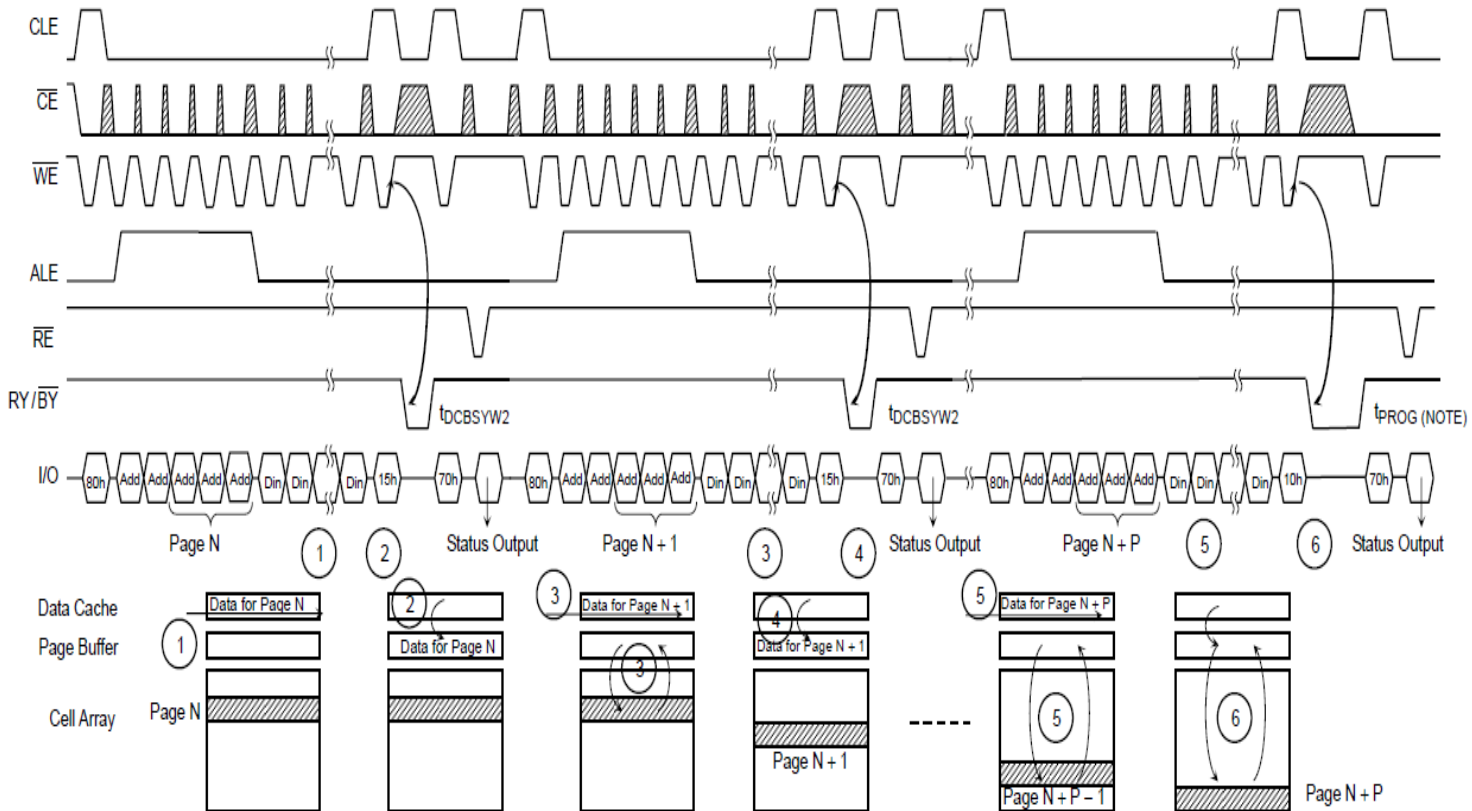 CLE
CE
WE
ALE
RE
RY/BY
tDCBSYW2 tDCBSYW2 tPROG (NOTE)
I/O 80h Add Add Add Add Add Din Din Din 15h 70h 80h Add Add Add Add Add Din Din Din 15h 70h 80h Add Add Add Add Add Din Din Din 10h 70h
Page N 1 2 Status Output Page N + 1 3 4 Status Output Page N + P 5 6 Status Output
Data Cache Data for Page N 2 3 Data for Page N + 1 4 5 Data for Page N + P
Page Buffer 1 Data for Page N 3 Data for Page N + 1
Cell Array Page N Page N + 1 5 Page N + P – 1 6 Page N + P